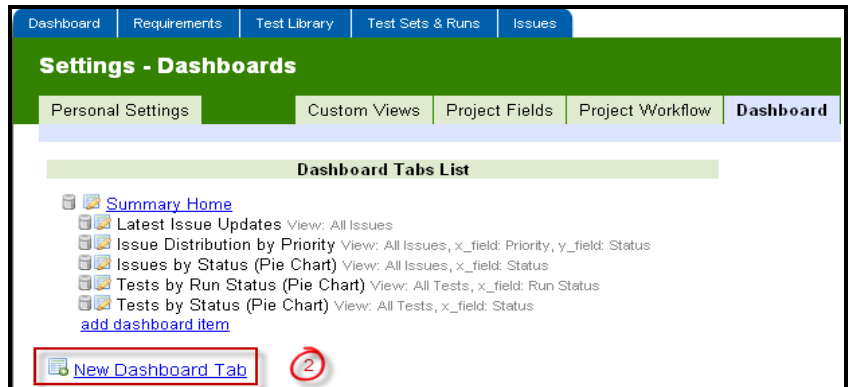 Dashboard Requirements Test Library Test Sets & Runs Issues
Settings - Dashboards
Personal Settings Custom Views Project Fields Project Workflow Dashboard
Dashboard Tabs List
Summary Home
Latest Issue Updates View: All Issues
Issue Distribution by Priority View: All Issues, x_field: Priority, y_field: Status
Issues by Status (Pie Chart) View: All Issues, x_field: Status
Tests by Run Status (Pie Chart) View: All Tests, x_field: Run Status
Tests by Status (Pie Chart) View: All Tests, x_field: Status
add dashboard item
New Dashboard Tab 2